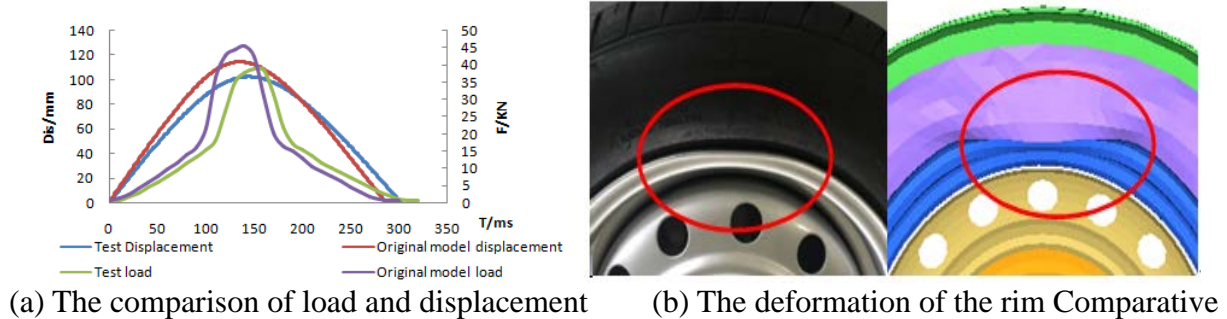 140
120
100
80
60
40
20
0
Dis/mm
50
45
40
35
30
25
20
15
10
5
0
F/KN
0 50 100 150 200 250 300 350
T/ms
Test Displacement
Original model displacement
Test load
Original model load
(a) The comparison of load and displacement
(b) The deformation of the rim Comparative